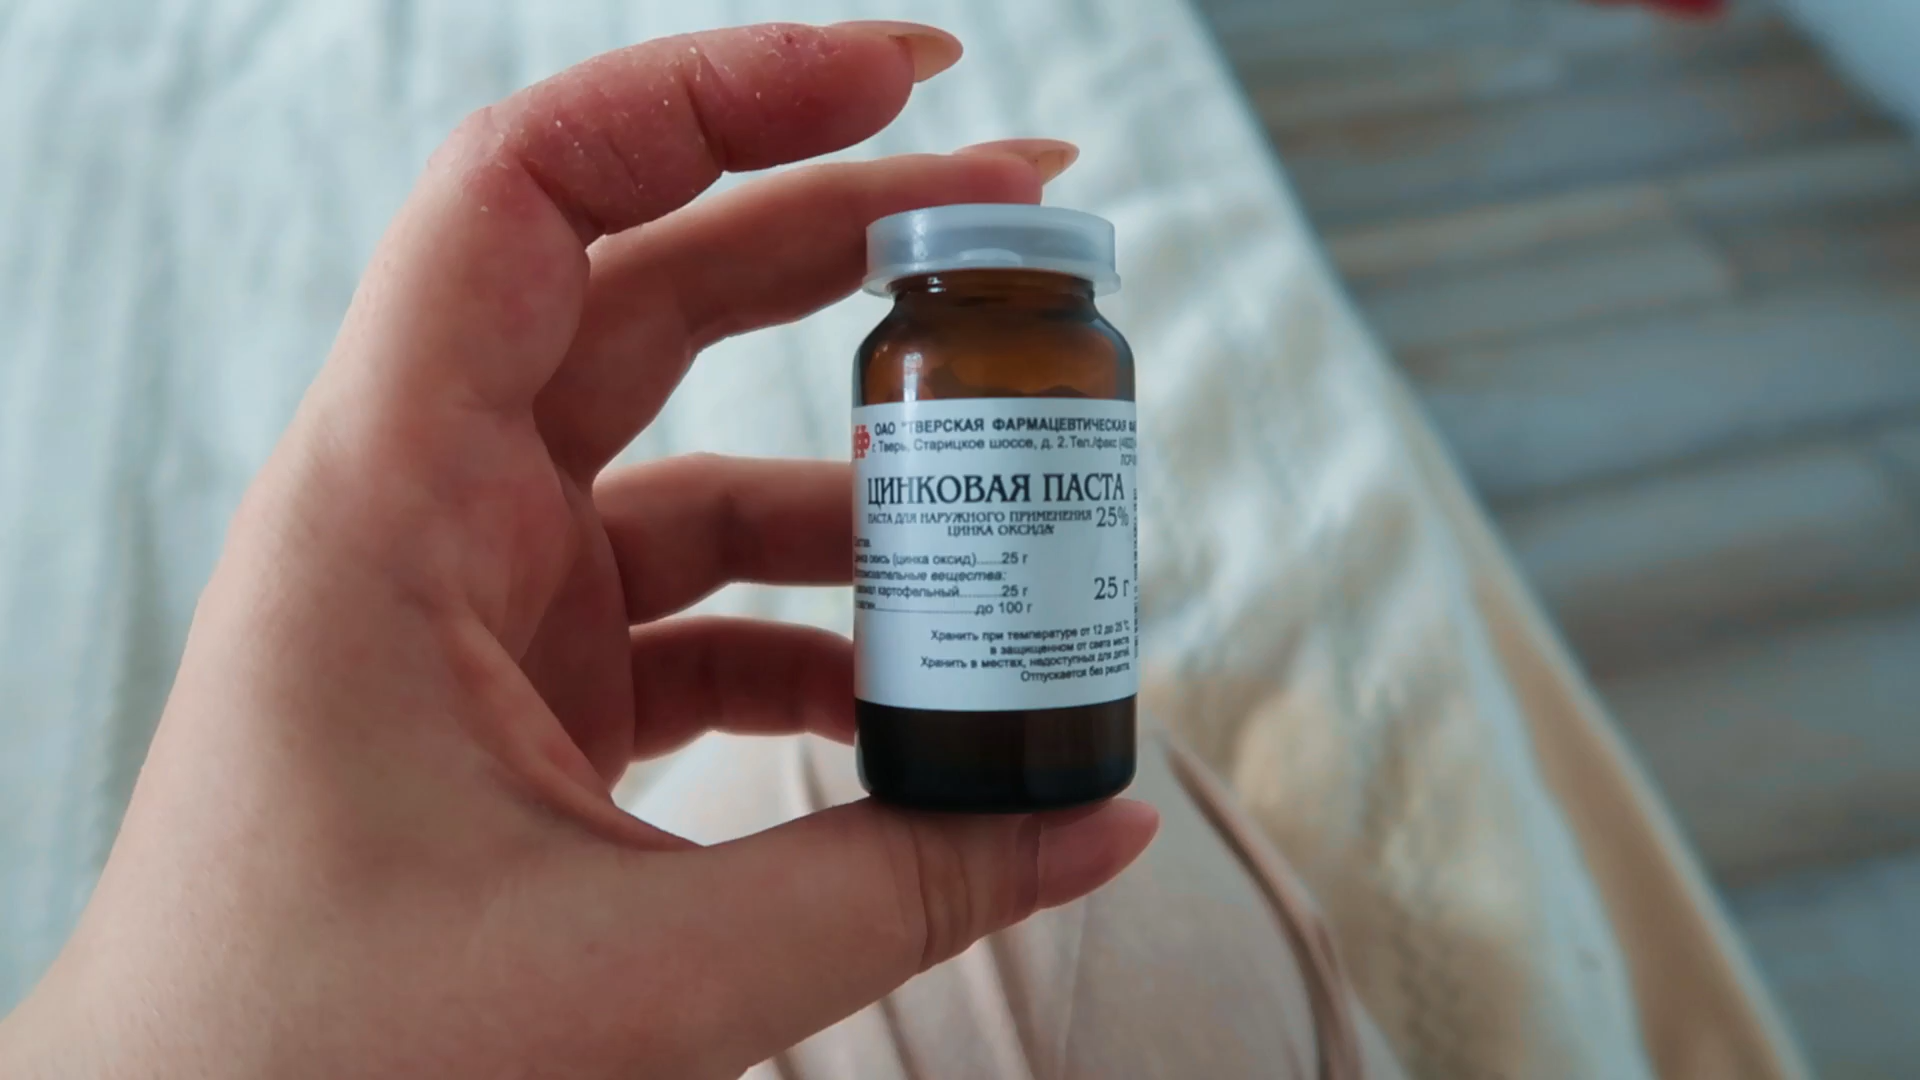 ОАО "ТВЕРСКАЯ ФАРМАЦЕВТИЧЕСКАЯ
г. Тверь, Старицкое шоссе, д. 2. Тел./факс
ЦИНКОВАЯ ПАСТА
ПАСТА ДЛЯ НАРУЖНОГО ПРИМЕНЕНИЯ 25%
ЦИНКА ОКСИДА
(цинка оксид)......25 г
вещества:
картофельный..........25 г
до 100 г
25 г
Хранить при температуре от 12 до 25 °С
в защищенном от света месте
Хранить в местах, недоступных для детей
Отпускается без рецепта